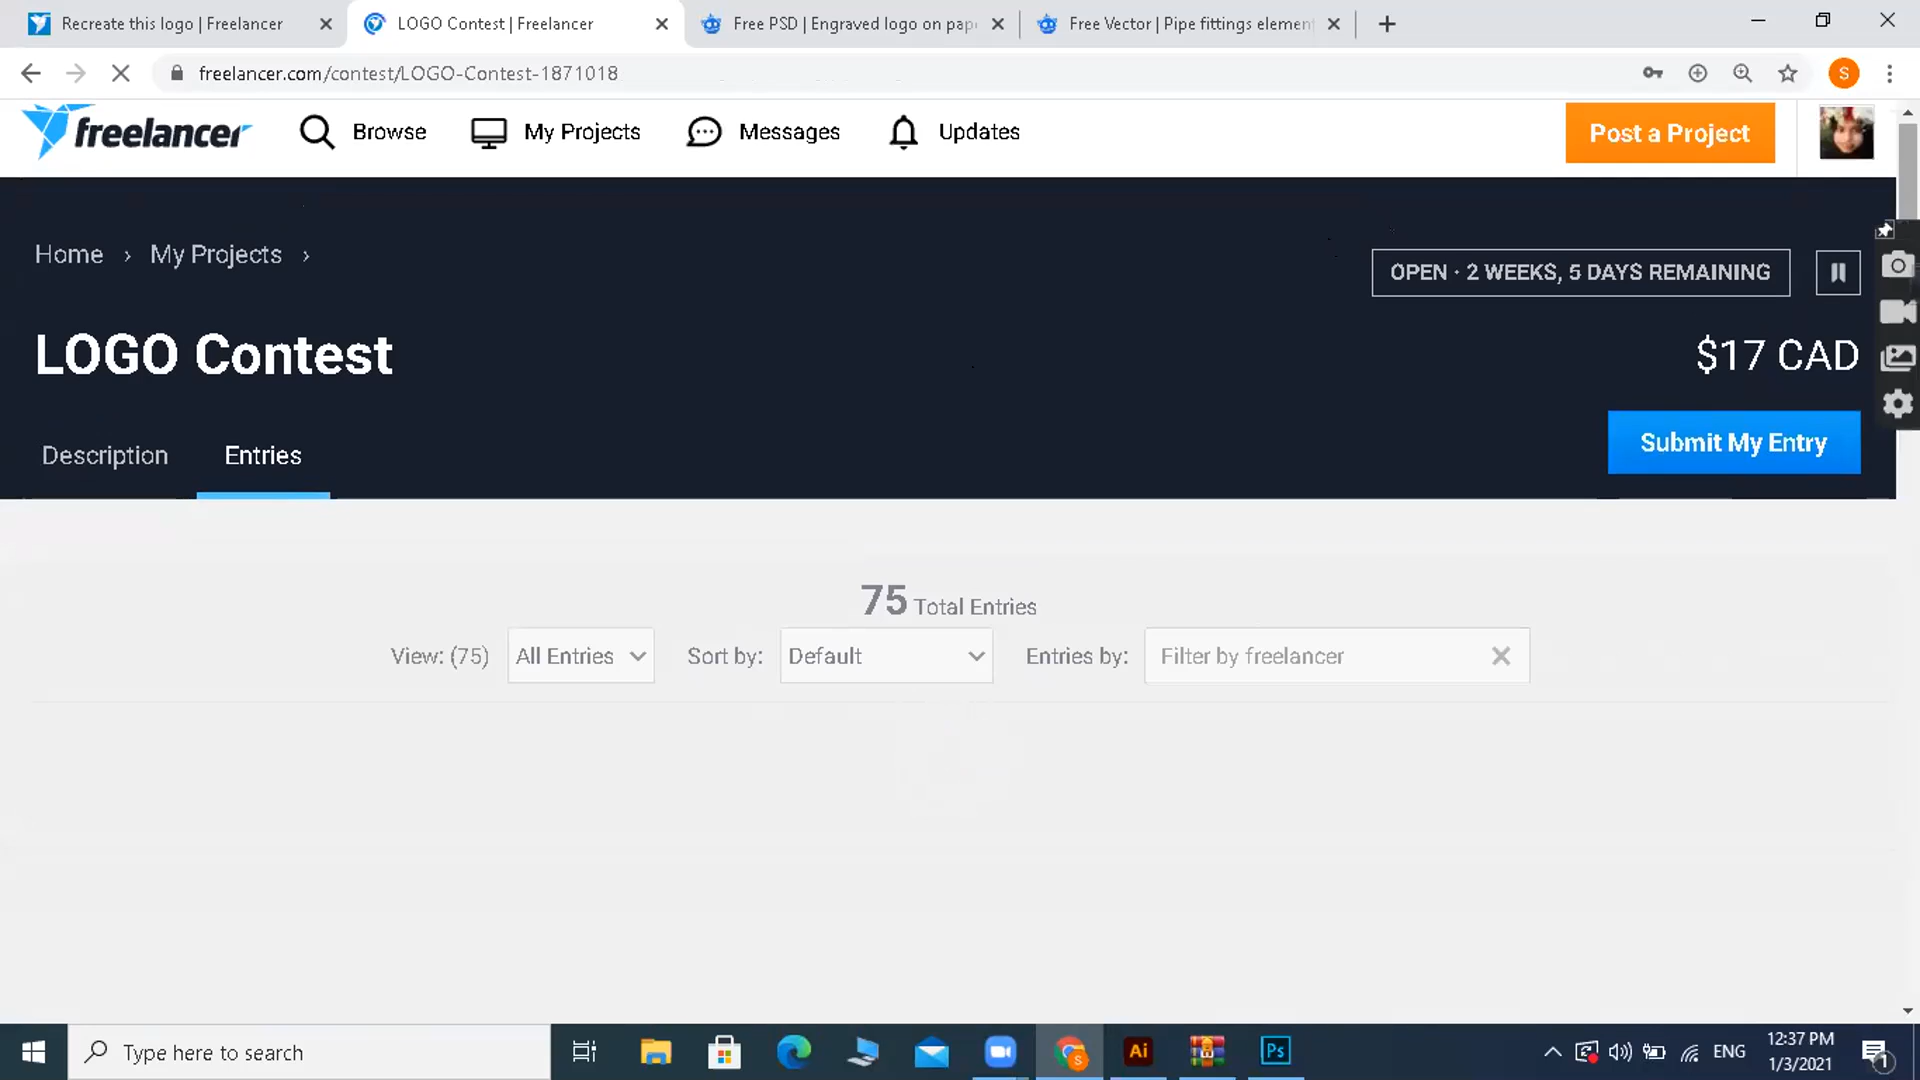 Recreate this logo | Freelancer
LOGO Contest | Freelancer
Free PSD | Engraved logo on pap
Free Vector | Pipe fittings elemen
freelancer.com/contest/LOGO-Contest-1871018
S
freelancer
Browse
My Projects
Messages
Updates
Post a Project
Home › My Projects ›
OPEN · 2 WEEKS, 5 DAYS REMAINING
LOGO Contest
$17 CAD
Description
Entries
Submit My Entry
75 Total Entries
View: (75) All Entries Sort by: Default Entries by: Filter by freelancer
Type here to search
S
Ai
Ps
ENG
12:37 PM
1/3/2021
1